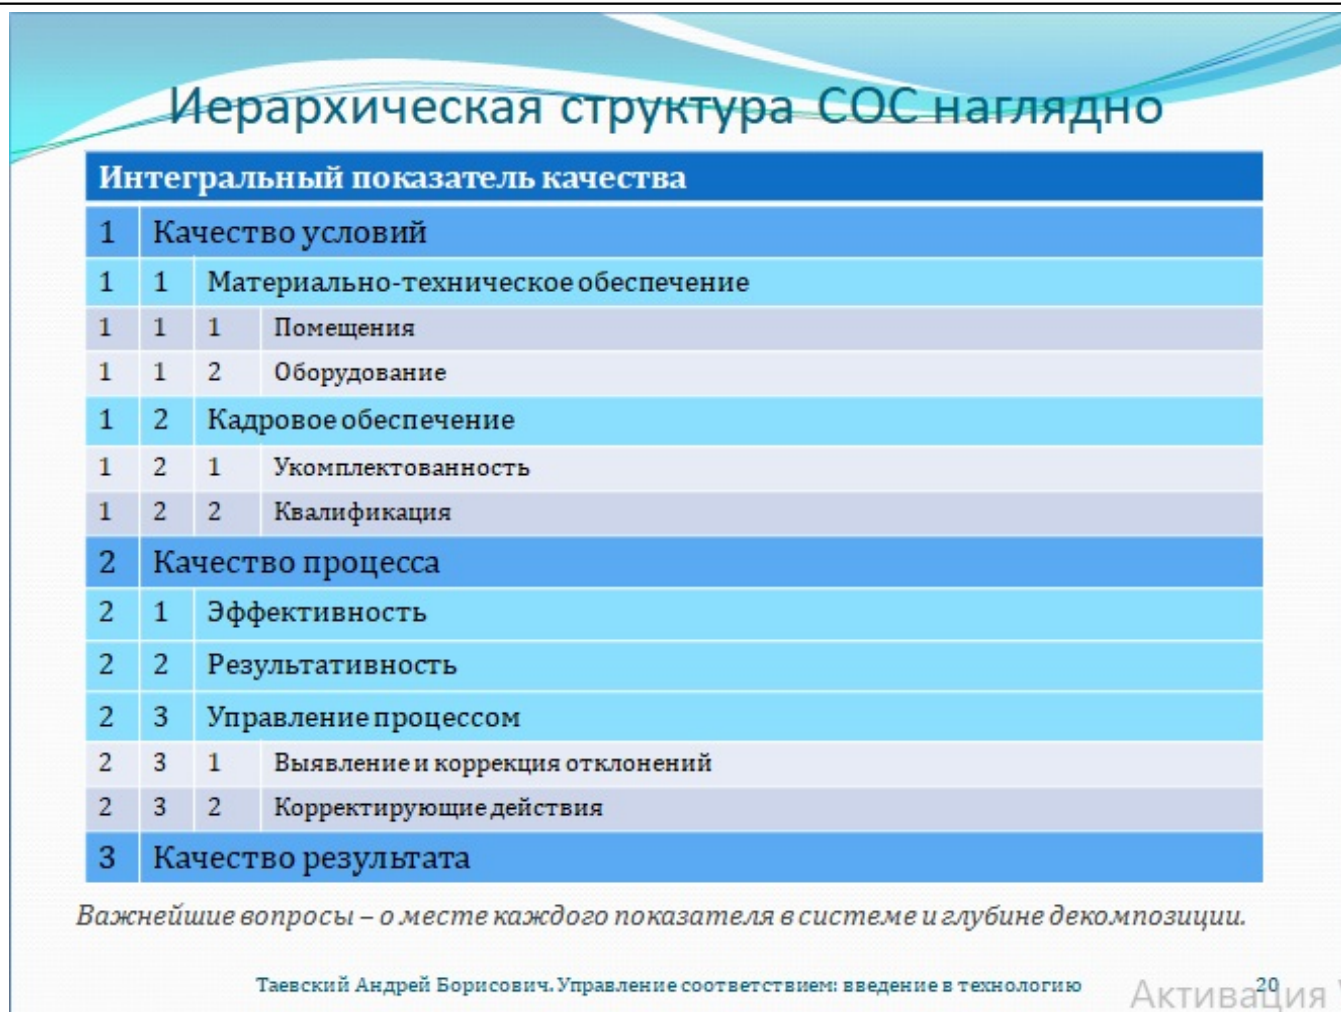 Иерархическая структура СОС наглядно
Интегральный показатель качества
1 Качество условий
1 1 Материально-техническое обеспечение
1 1 1 Помещения
1 1 2 Оборудование
1 2 Кадровое обеспечение
1 2 1 Укомплектованность
1 2 2 Квалификация
2 Качество процесса
2 1 Эффективность
2 2 Результативность
2 3 Управление процессом
2 3 1 Выявление и коррекция отклонений
2 3 2 Корректирующие действия
3 Качество результата
Важнейшие вопросы – о месте каждого показателя в системе и глубине декомпозиции.
Таевский Андрей Борисович. Управление соответствием: введение в технологию
20
Активация